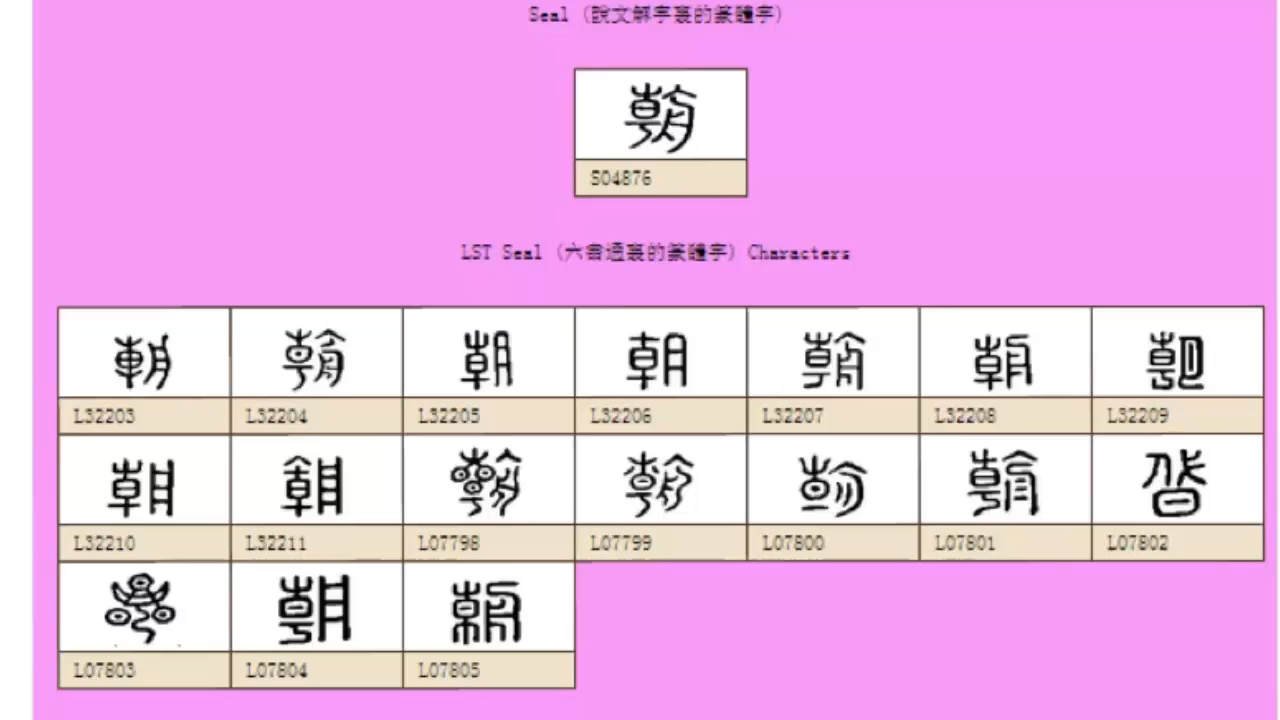 Seal (說文解字裏的篆體字)
S04876
LST Seal (六書通裏的篆體字) Characters
L32203 L32204 L32205 L32206 L32207 L32208 L32209
L32210 L32211 L07798 L07799 L07800 L07801 L07802
L07803 L07804 L07805